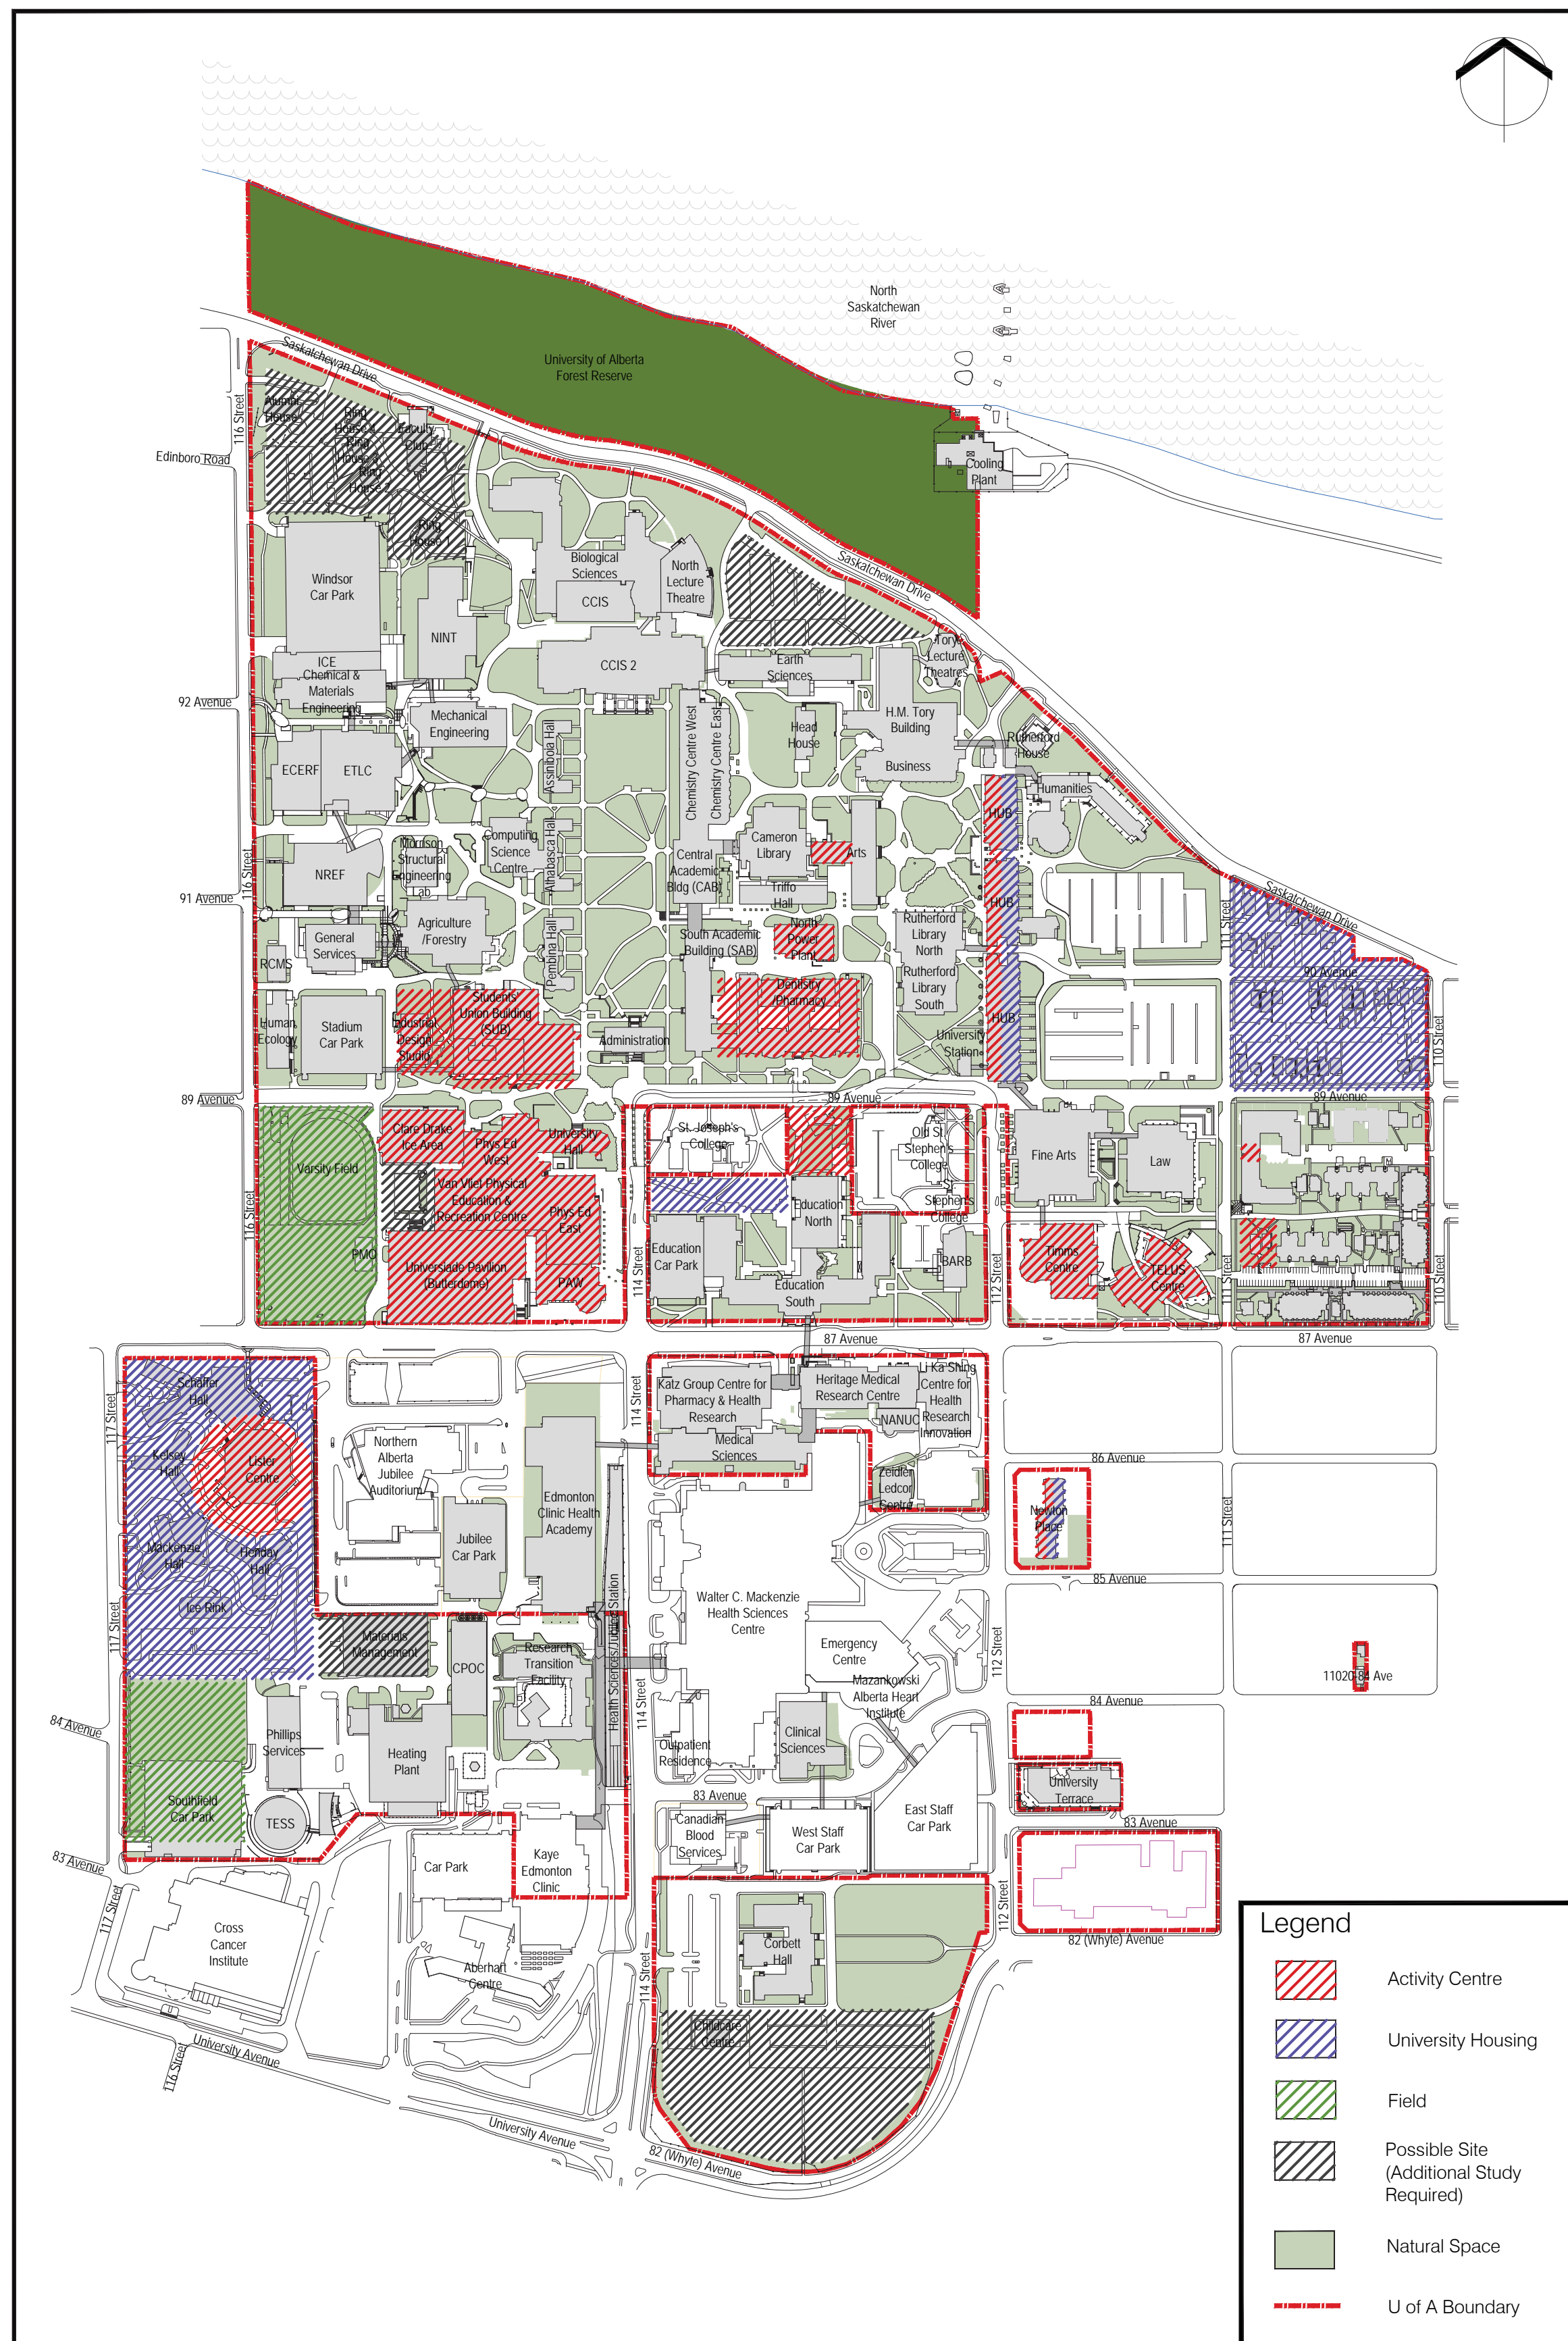 North
Saskatchewan
River
University of Alberta
Forest Reserve
Saskatchewan Drive
116 Street
Alumni
House
Ring
House 4
Faculty
Club
Ring
House 3
Ring
House 2
Edinboro Road
Cooling
Plant
Ring
House 1
Windsor
Car Park
Biological
Sciences
North
Lecture
Theatre
CCIS
Saskatchewan Drive
NINT
CCIS 2
Earth
Sciences
Tory
Lecture
Theatres
ICE
Chemical &
Materials
Engineering
92 Avenue
Mechanical
Engineering
Assiniboia Hall
Chemistry Centre West
Chemistry Centre East
Head
House
H.M. Tory
Building
Business
Rutherford
House
ECERF
ETLC
Humanities
HUB
Computing
Science
Centre
Athabasca Hall
Cameron
Library
Arts
Morrison
Structural
Engineering
Lab
Central
Academic
Bldg (CAB)
NREF
116 Street
Triffo
Hall
91 Avenue
HUB
111 Street
Saskatchewan Drive
Agriculture
/Forestry
General
Services
Pembina Hall
South Academic
Building (SAB)
North
Power
Plant
Rutherford
Library
North
RCMS
90 Avenue
Rutherford
Library
South
Dentistry
/Pharmacy
Students'
Union Building
(SUB)
Industrial
Design
Studio
Human
Ecology
Stadium
Car Park
Administration
HUB
University
Station
110 Street
89 Avenue
89 Avenue
89 Avenue
Clare Drake
Ice Area
Phys Ed
West
University
Hall
St. Joseph's
College
Old St.
Stephen's
College
Fine Arts
Law
Varsity Field
Van Vliet Physical
Education &
Recreation Centre
Phys Ed
East
Education
North
St.
Stephen's
College
116 Street
PMO
Universiade Pavilion
(Butterdome)
PAW
114 Street
Education
Car Park
Education
South
BARB
112 Street
Timms
Centre
TELUS
Centre
111 Street
110 Street
87 Avenue
87 Avenue
117 Street
Schaffer
Hall
114 Street
Katz Group Centre for
Pharmacy & Health
Research
Heritage Medical
Research Centre
Li Ka Shing
Centre for
Health
Research
Innovation
NANUC
Medical
Sciences
Kelsey
Hall
Lister
Centre
Northern
Alberta
Jubilee
Auditorium
86 Avenue
Zeidler
Ledcor
Centre
Edmonton
Clinic Health
Academy
Newton
Place
111 Street
Jubilee
Car Park
Mackenzie
Hall
Henday
Hall
85 Avenue
Ice Rink
Walter C. Mackenzie
Health Sciences
Centre
117 Street
Health Sciences/Jubilee Station
Materials
Management
CPOC
Research
Transition
Facility
Emergency
Centre
112 Street
11020-84 Ave
Mazankowski
Alberta Heart
Institute
84 Avenue
114 Street
84 Avenue
Phillips
Services
Heating
Plant
Outpatient
Residence
Clinical
Sciences
University
Terrace
83 Avenue
Southfield
Car Park
TESS
Canadian
Blood
Services
West Staff
Car Park
East Staff
Car Park
83 Avenue
83 Avenue
Car Park
Kaye
Edmonton
Clinic
117 Street
112 Street
82 (Whyte) Avenue
Cross
Cancer
Institute
Corbett
Hall
Aberhart
Centre
114 Street
Childcare
Centre
University Avenue
116 Street
University Avenue
82 (Whyte) Avenue
Legend
Activity Centre
University Housing
Field
Possible Site
(Additional Study
Required)
Natural Space
U of A Boundary